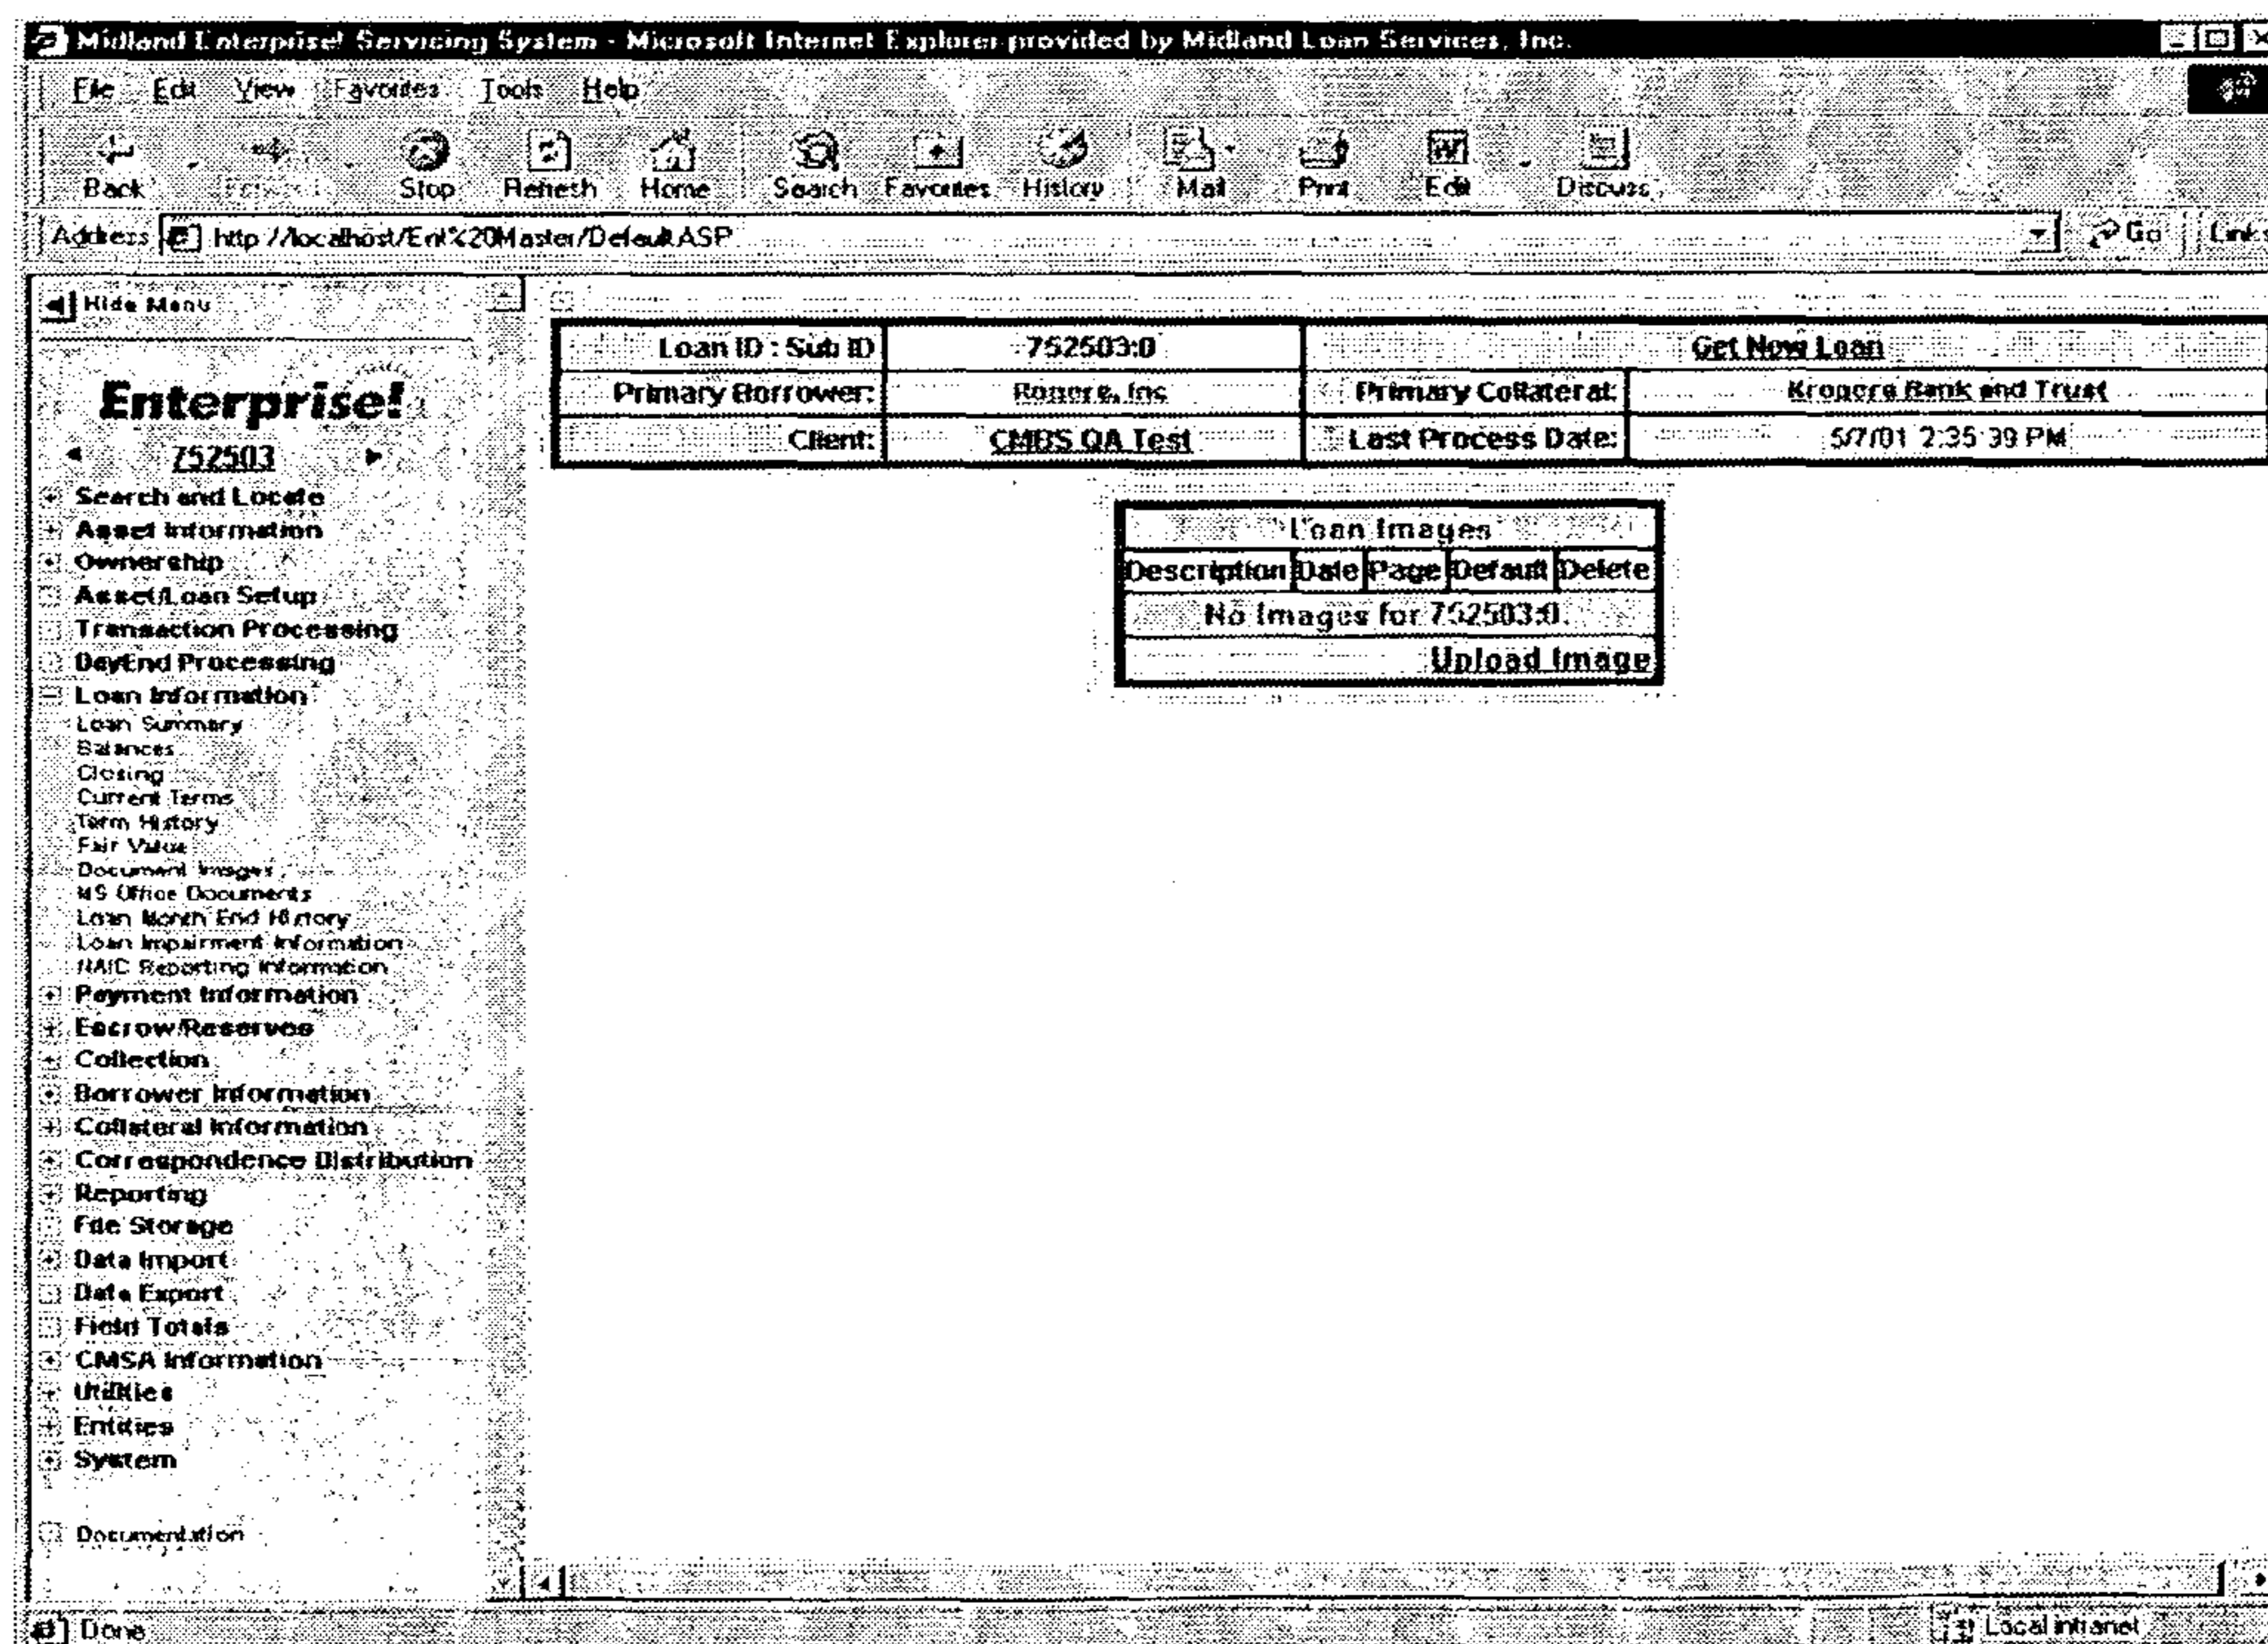 Midland Enterprise! Servicing System - Microsoft Internet Explorer provided by Midland Loan Services, Inc.
File Edit View Favorites Tools Help
Back Forward Stop Refresh Home Search Favorites History Mail Print Edit Discuss
Address http://localhost/Ent%20Master/Default.ASP Go Links
Hide Menu
Enterprise!
752503
Search and Locate
Asset Information
Ownership
Asset/Loan Setup
Transaction Processing
DayEnd Processing
Loan Information
Loan Summary
Balances
Closing
Current Terms
Term History
Fair Value
Document Images
MS Office Documents
Loan Month End History
Loan Impairment Information
NAIC Reporting Information
Payment Information
Escrow/Reserves
Collection
Borrower Information
Collateral Information
Correspondence Distribution
Reporting
File Storage
Data Import
Data Export
Field Totals
CMSA Information
Utilities
Entities
System
Documentation
Loan ID : Sub ID 752503:0 Get New Loan
Primary Borrower: Rogers, Inc Primary Collateral: Bank and Trust
Client: CMBS QA Test Last Process Date: 5/7/01 2:35:39 PM
Loan Images
Description Date Page Default Delete
No Images for 752503:0.
Upload Image
Done Local intranet